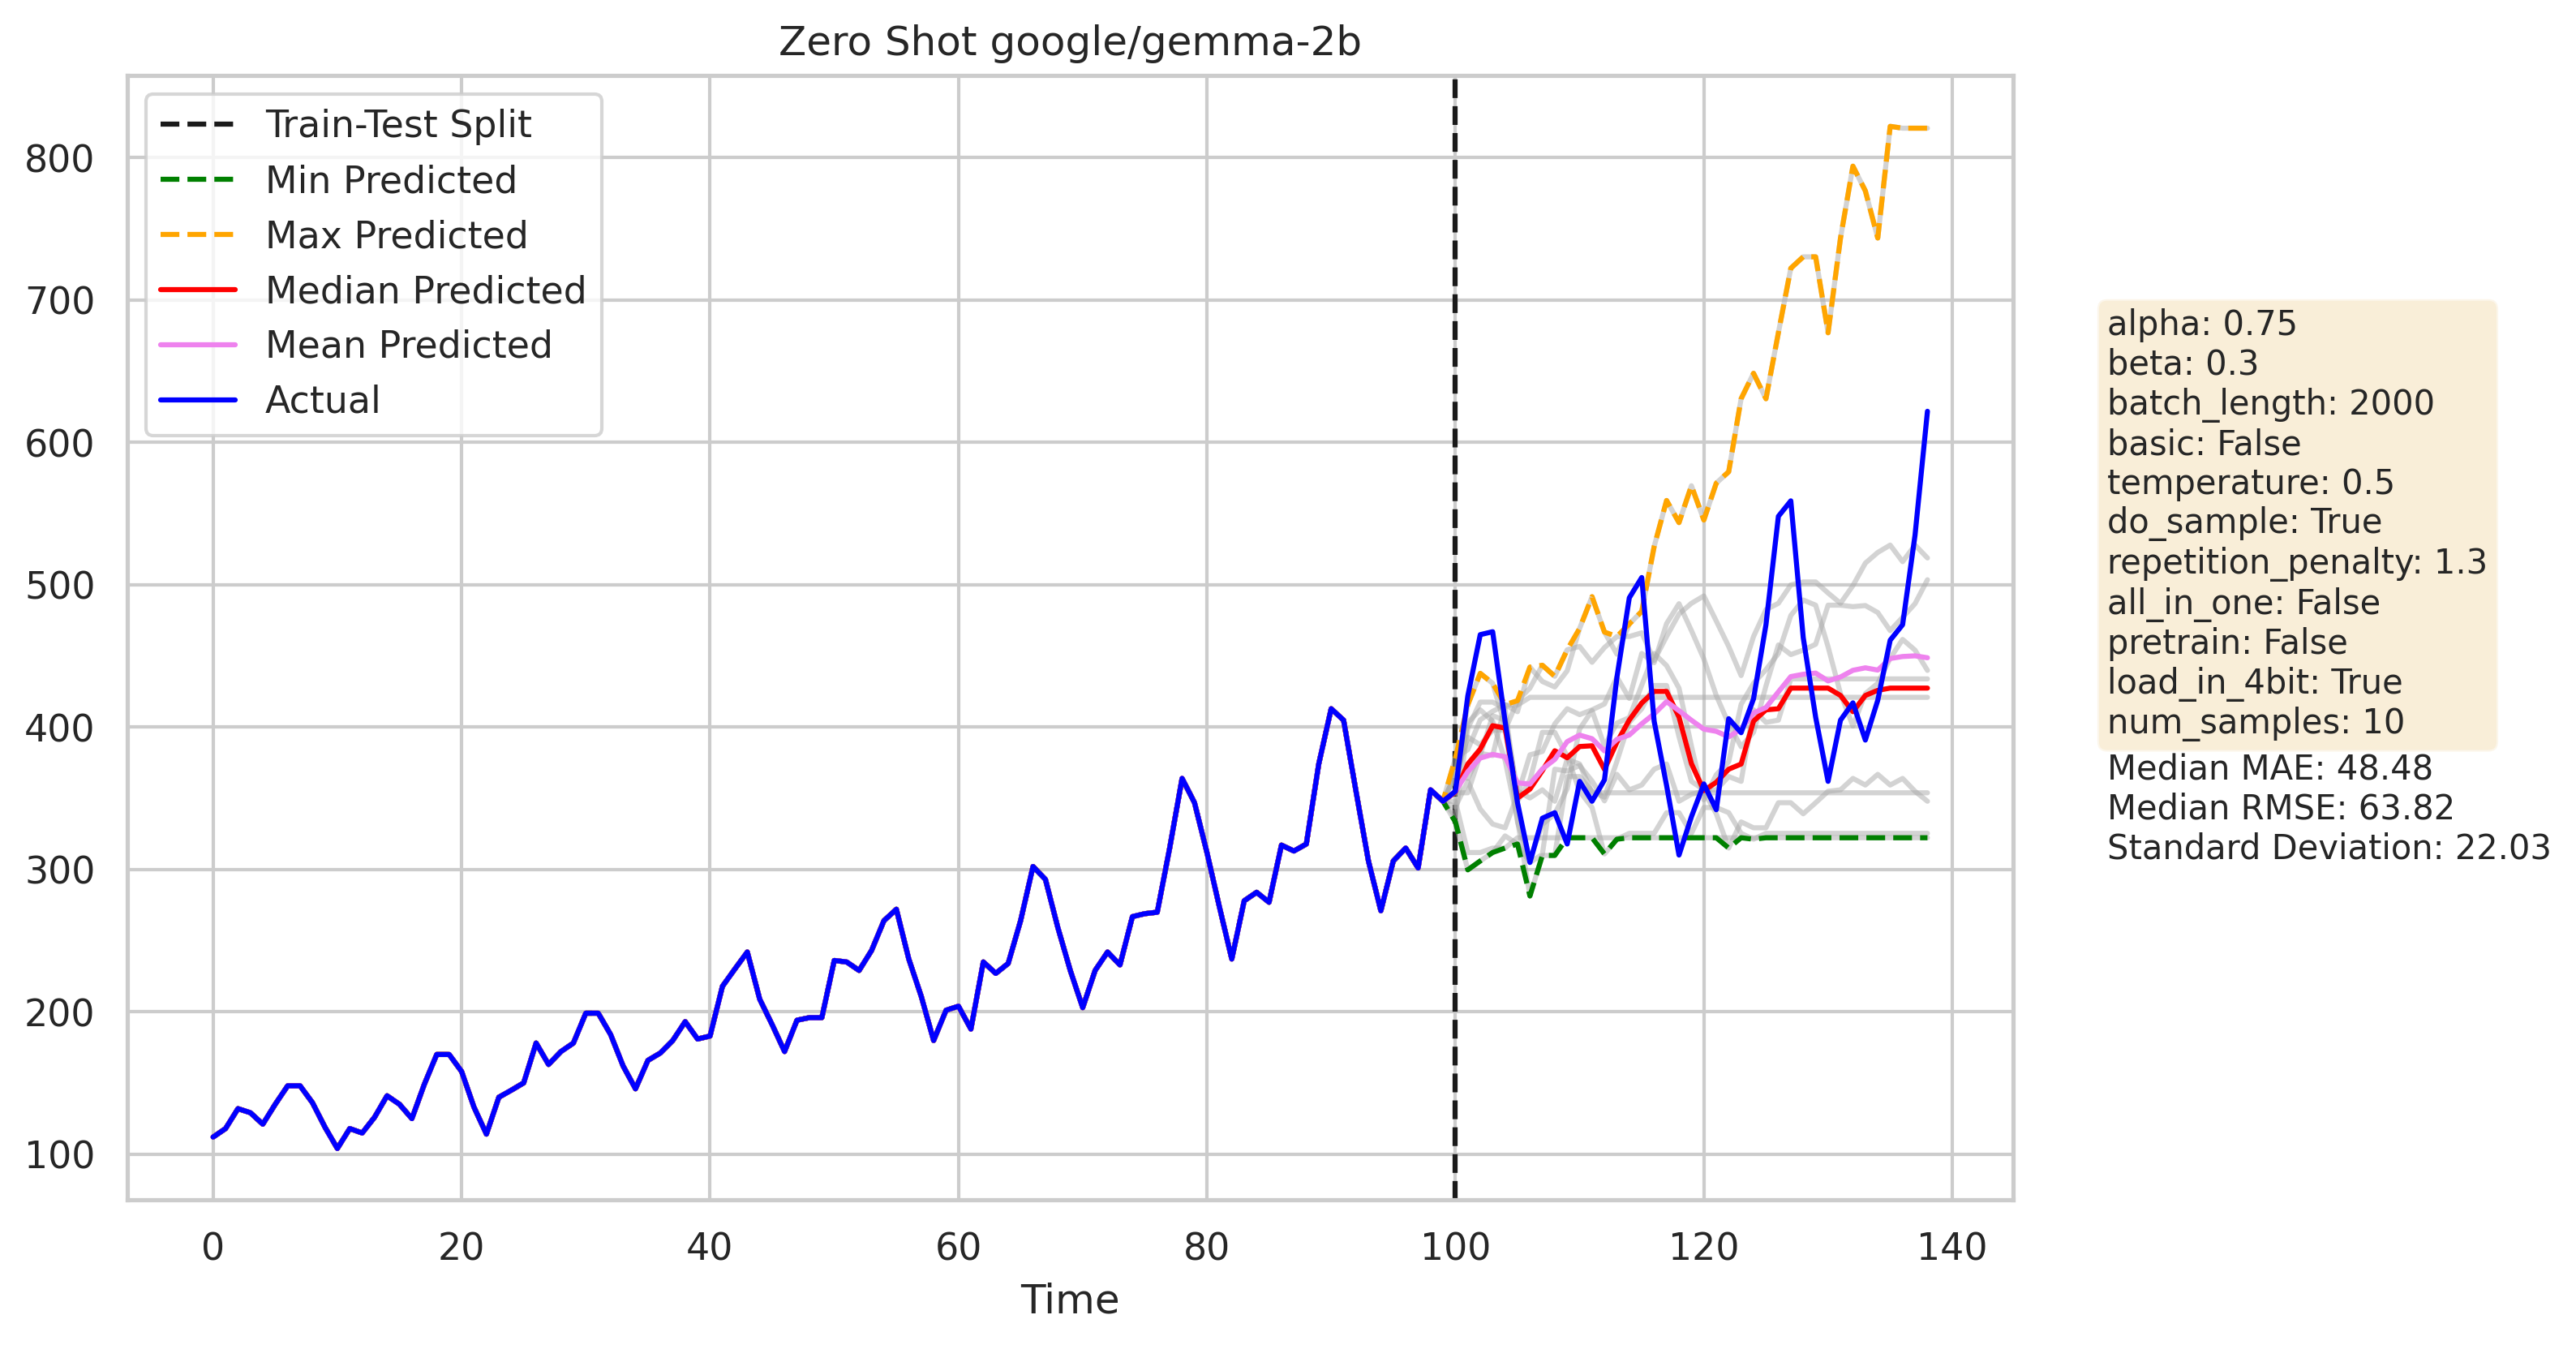 Zero Shot google/gemma-2b
Train-Test Split
Min Predicted
Max Predicted
Median Predicted
Mean Predicted
Actual
800
700
600
500
400
300
200
100
0 20 40 60 80 100 120 140
Time
alpha: 0.75
beta: 0.3
batch_length: 2000
basic: False
temperature: 0.5
do_sample: True
repetition_penalty: 1.3
all_in_one: False
pretrain: False
load_in_4bit: True
num_samples: 10
Median MAE: 48.48
Median RMSE: 63.82
Standard Deviation: 22.03